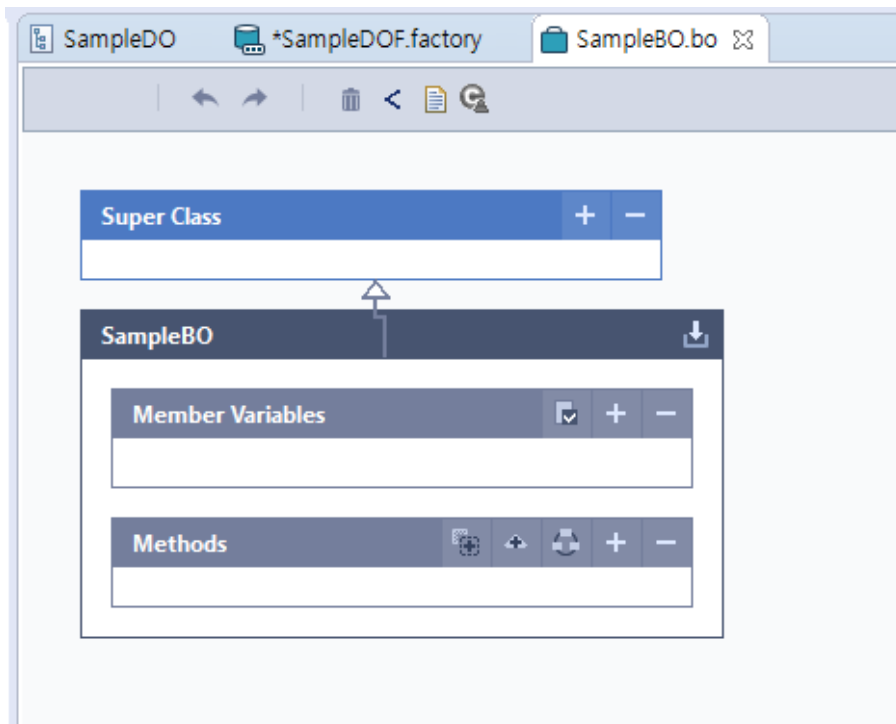 SampleDO
*SampleDOF.factory
SampleBO.bo
Super Class
SampleBO
Member Variables
Methods